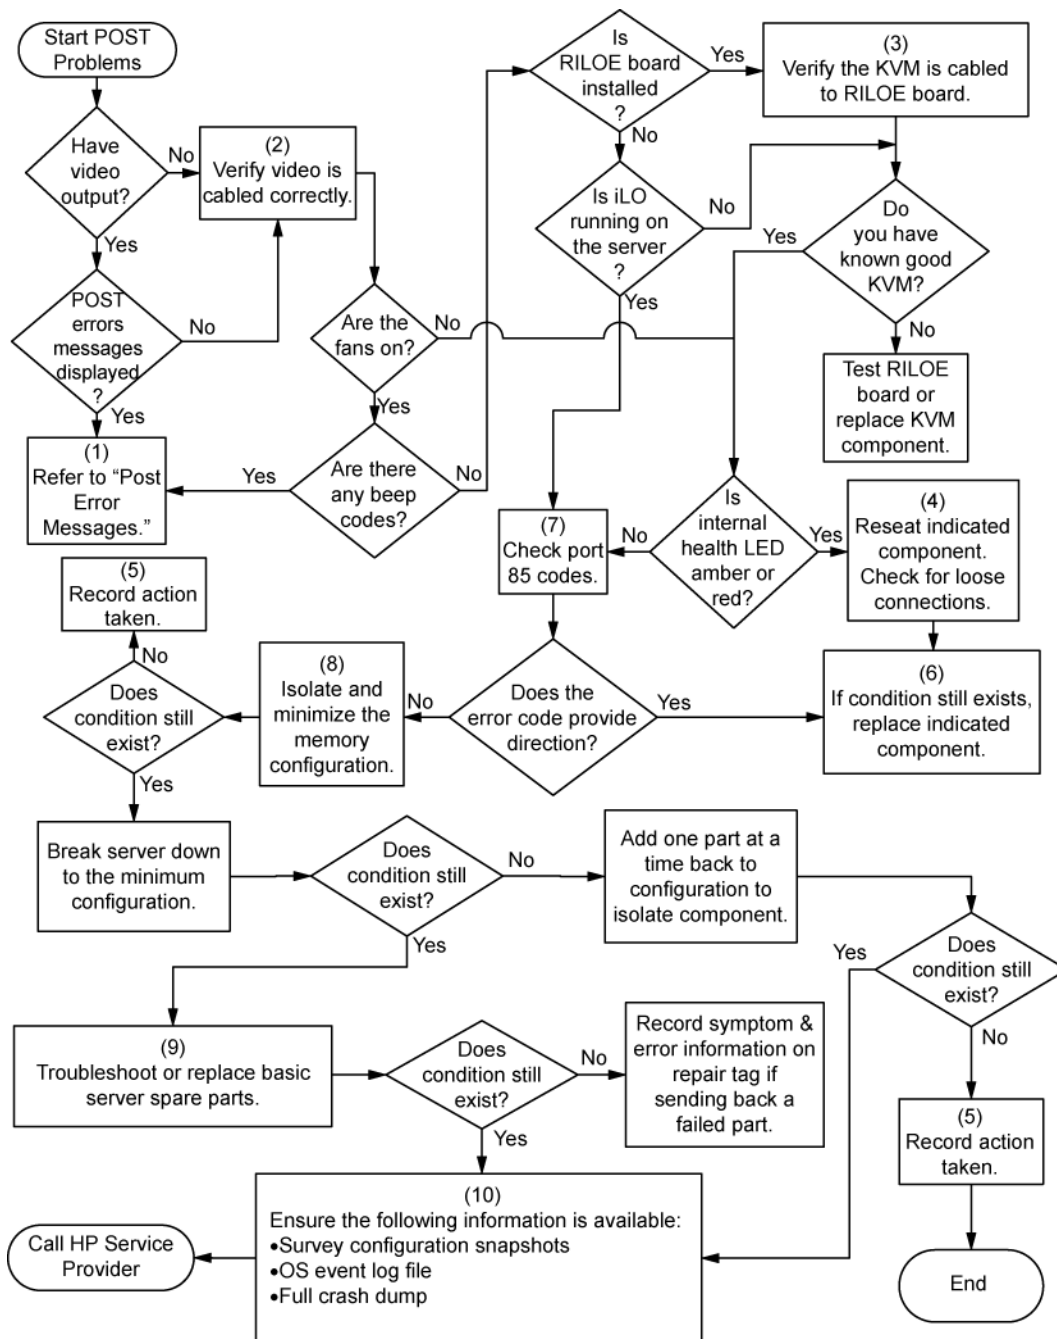 Start POST
Problems
Have
video
output?
No
Yes
(2)
Verify video is
cabled correctly.
POST
errors
messages
displayed
?
No
Yes
(1)
Refer to “Post
Error
Messages.”
Are the
fans on?
No
Yes
Are there
any beep
codes?
Yes
No
Is
RILOE board
installed
?
Yes
No
(3)
Verify the KVM is cabled
to RILOE board.
Is iLO
running on
the server
?
No
Yes
Do
you have
known good
KVM?
Yes
No
Test RILOE
board or
replace KVM
component.
Is
internal
health LED
amber or
red?
No
Yes
(4)
Reseat indicated
component.
Check for loose
connections.
(7)
Check port
85 codes.
(6)
If condition still exists,
replace indicated
component.
Does the
error code provide
direction?
Yes
No
(8)
Isolate and
minimize the
memory
configuration.
(5)
Record action
taken.
No
Does
condition still
exist?
Yes
Break server down
to the minimum
configuration.
Does
condition still
exist?
No
Yes
Add one part at a
time back to
configuration to
isolate component.
Does
condition still
exist?
Yes
No
(9)
Troubleshoot or replace basic
server spare parts.
Does
condition still
exist?
No
Yes
Record symptom &
error information on
repair tag if
sending back a
failed part.
(5)
Record action
taken.
(10)
Ensure the following information is available:
•Survey configuration snapshots
•OS event log file
•Full crash dump
Call HP Service
Provider
End